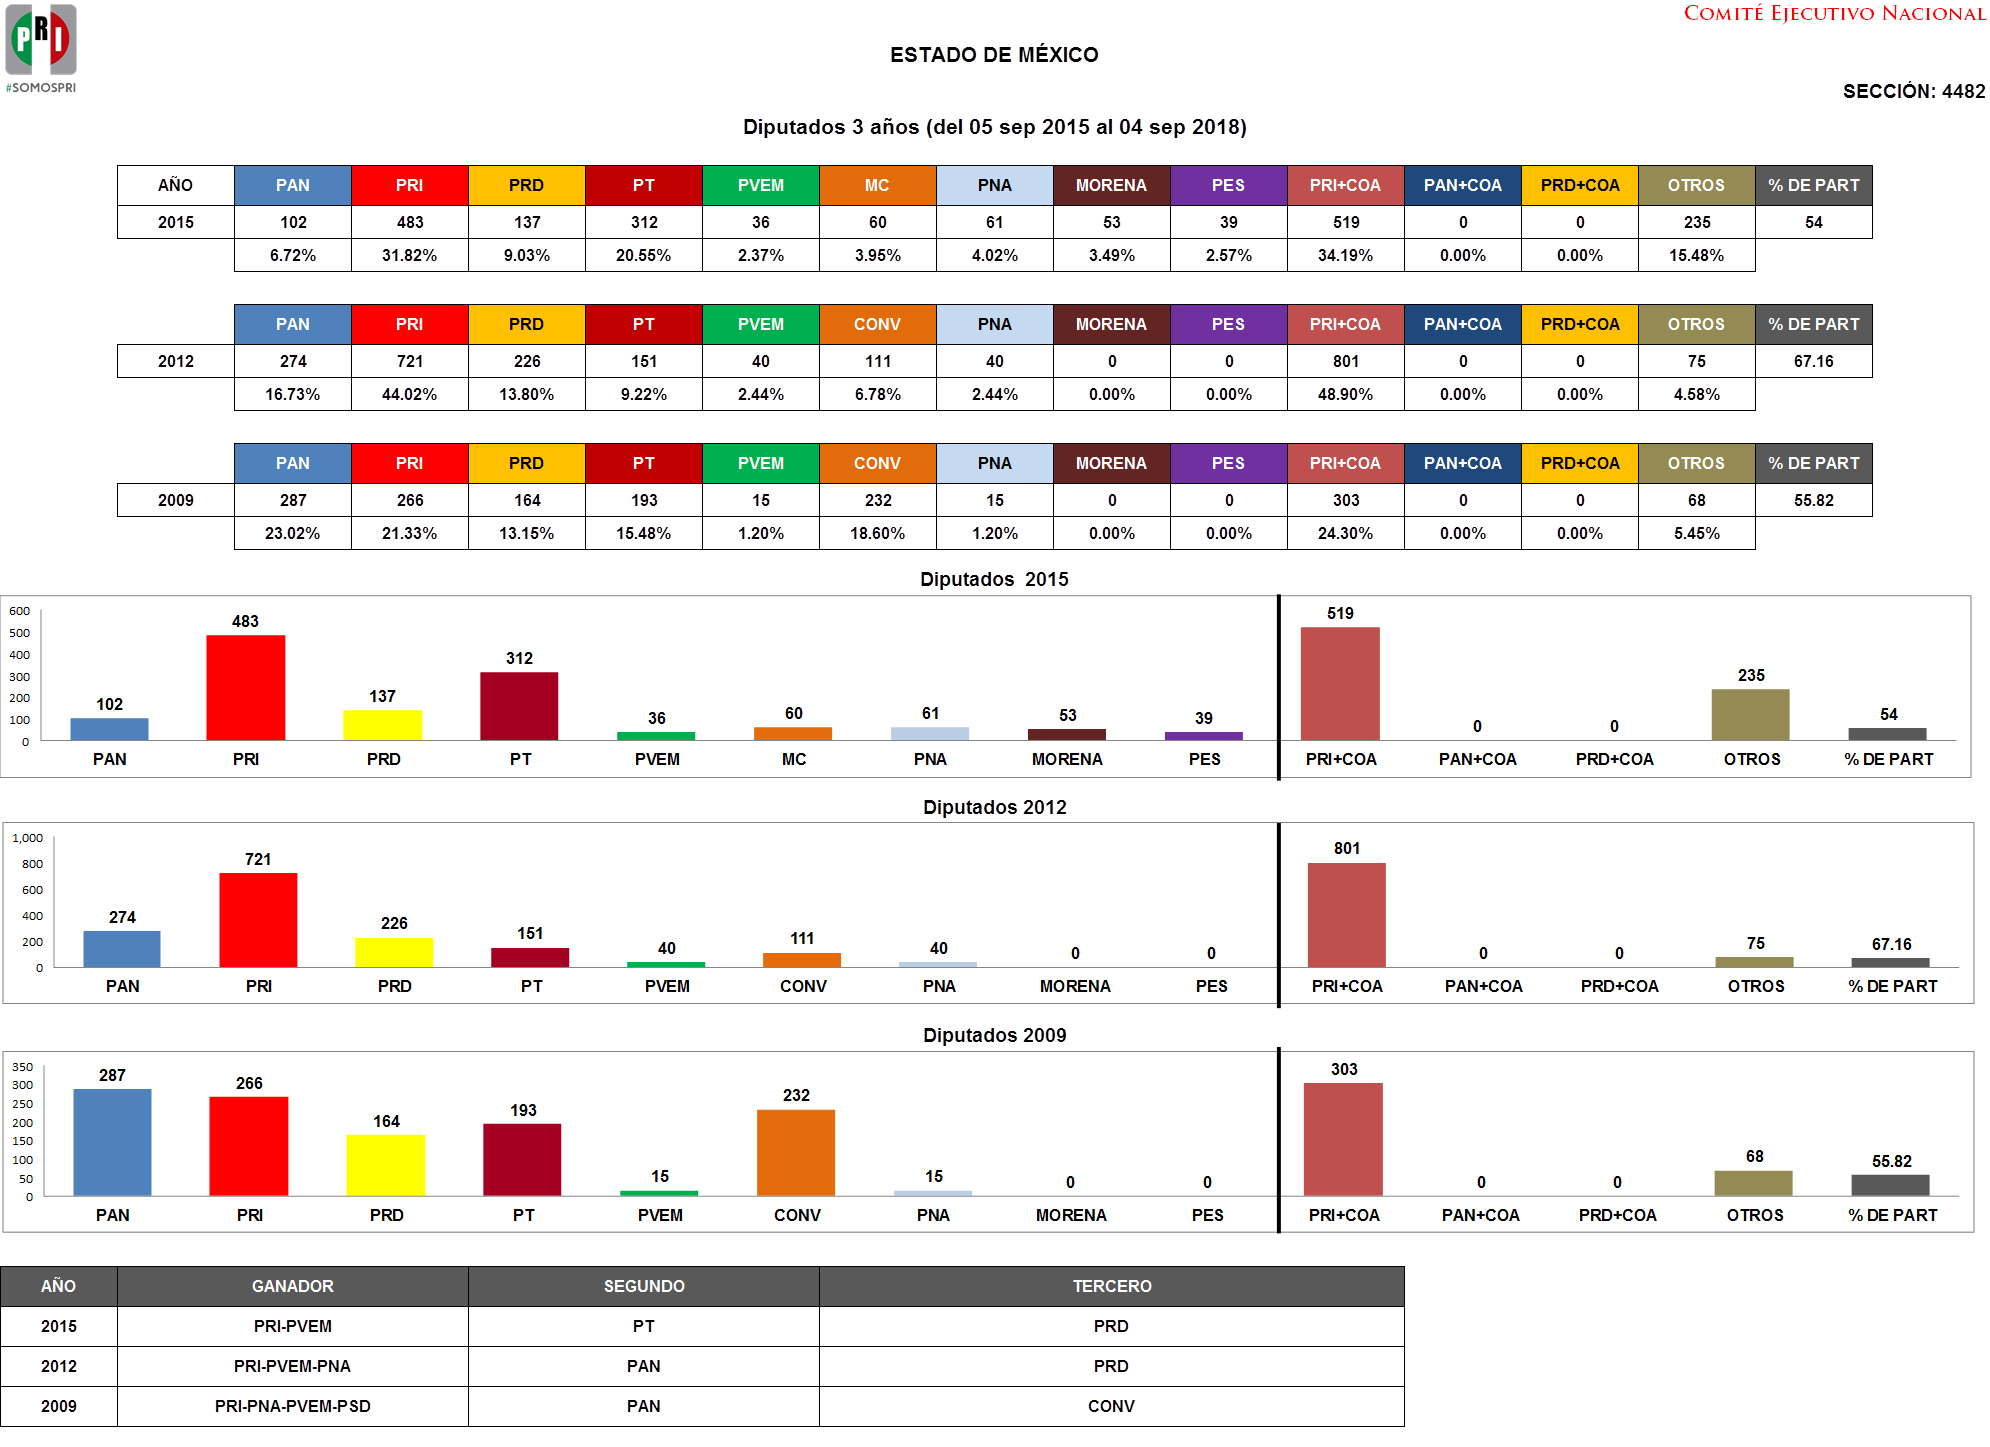 PRI
#SOMOSPRI
COMITÉ EJECUTIVO NACIONAL
ESTADO DE MÉXICO
SECCIÓN: 4482
Diputados 3 años (del 05 sep 2015 al 04 sep 2018)
AÑO PAN PRI PRD PT PVEM MC PNA MORENA PES PRI+COA PAN+COA PRD+COA OTROS % DE PART
2015 102 483 137 312 36 60 61 53 39 519 0 0 235 54
6.72% 31.82% 9.03% 20.55% 2.37% 3.95% 4.02% 3.49% 2.57% 34.19% 0.00% 0.00% 15.48%
PAN PRI PRD PT PVEM CONV PNA MORENA PES PRI+COA PAN+COA PRD+COA OTROS % DE PART
2012 274 721 226 151 40 111 40 0 0 801 0 0 75 67.16
16.73% 44.02% 13.80% 9.22% 2.44% 6.78% 2.44% 0.00% 0.00% 48.90% 0.00% 0.00% 4.58%
PAN PRI PRD PT PVEM CONV PNA MORENA PES PRI+COA PAN+COA PRD+COA OTROS % DE PART
2009 287 266 164 193 15 232 15 0 0 303 0 0 68 55.82
23.02% 21.33% 13.15% 15.48% 1.20% 18.60% 1.20% 0.00% 0.00% 24.30% 0.00% 0.00% 5.45%
Diputados 2015
600
500
400
300
200
100
0
102 483 137 312 36 60 61 53 39 519 0 0 235 54
PAN PRI PRD PT PVEM MC PNA MORENA PES PRI+COA PAN+COA PRD+COA OTROS % DE PART
Diputados 2012
1,000
800
600
400
200
0
274 721 226 151 40 111 40 0 0 801 0 0 75 67.16
PAN PRI PRD PT PVEM CONV PNA MORENA PES PRI+COA PAN+COA PRD+COA OTROS % DE PART
Diputados 2009
350
300
250
200
150
100
50
0
287 266 164 193 15 232 15 0 0 303 0 0 68 55.82
PAN PRI PRD PT PVEM CONV PNA MORENA PES PRI+COA PAN+COA PRD+COA OTROS % DE PART
AÑO GANADOR SEGUNDO TERCERO
2015 PRI-PVEM PT PRD
2012 PRI-PVEM-PNA PAN PRD
2009 PRI-PNA-PVEM-PSD PAN CONV